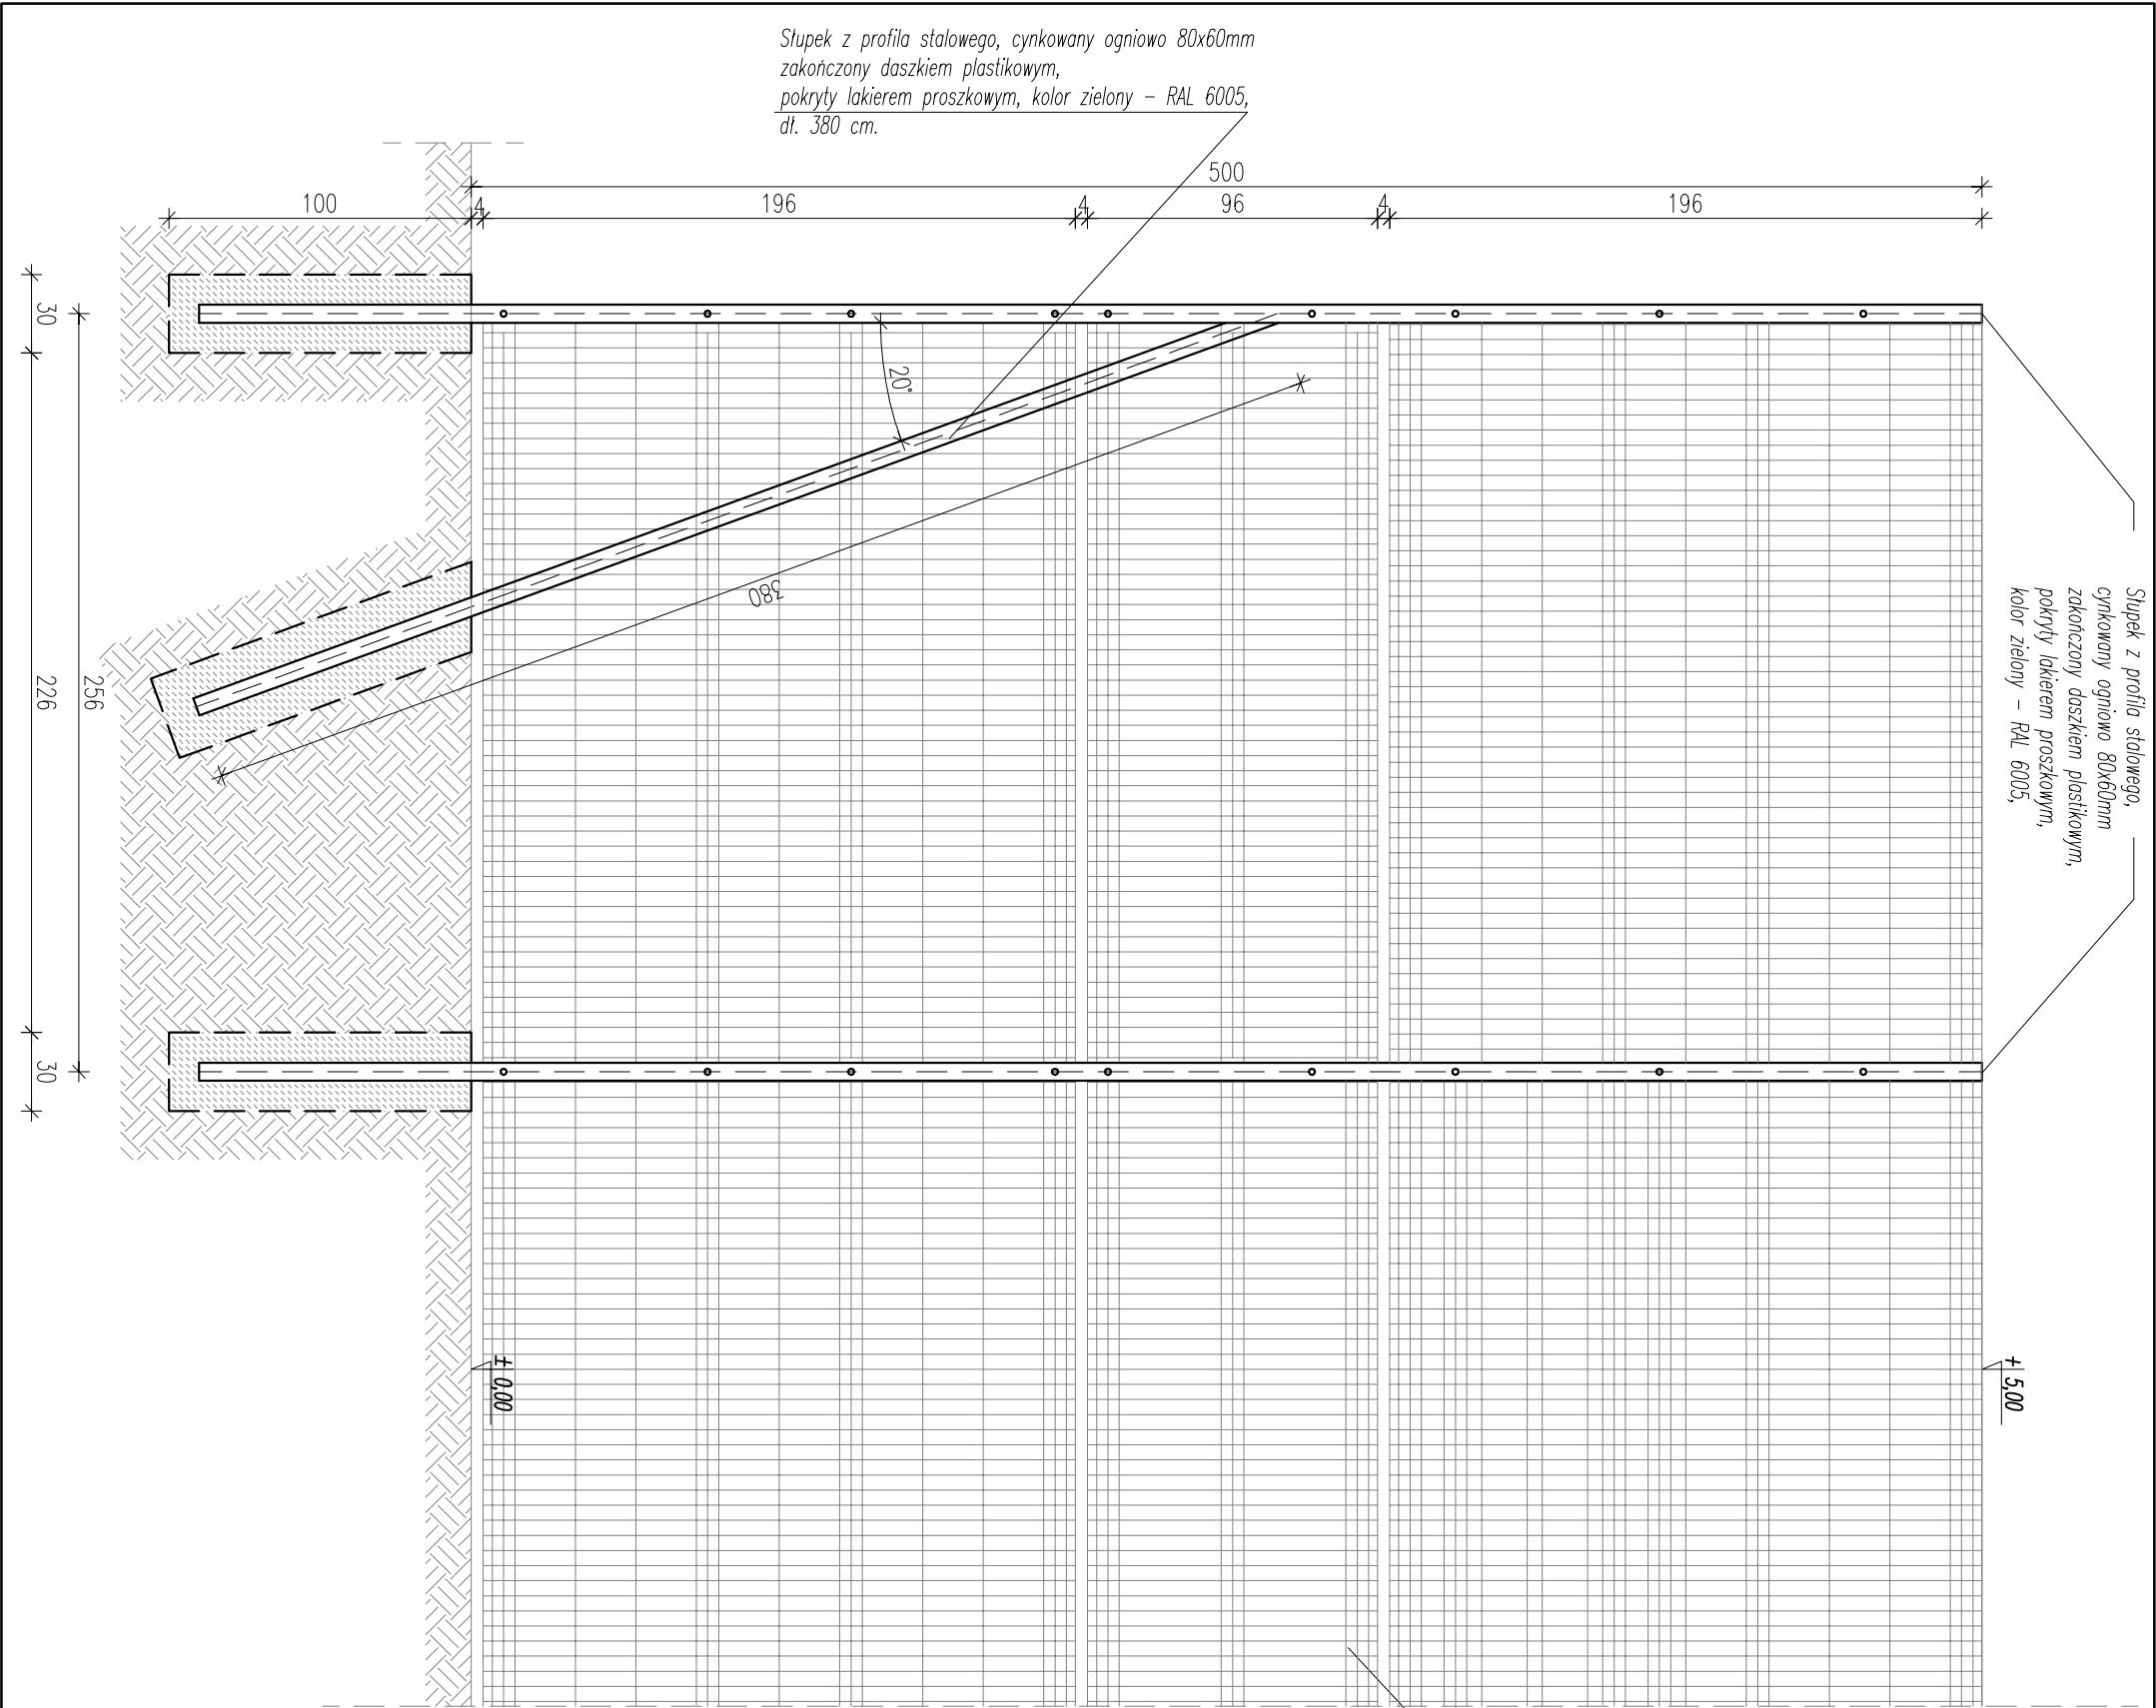 Słupek z profila stalowego, cynkowany ogniowo 80x60mm
zakończony daszkiem plastikowym,
pokryty lakierem proszkowym, kolor zielony – RAL 6005,
dł. 380 cm.
500
100
4
196
4
96
4
196
Słupek z profila stalowego,
cynkowany ogniowo 80x60mm
zakończony daszkiem plastikowym,
pokryty lakierem proszkowym,
kolor zielony – RAL 6005,
30
226
30
256
20°
380
± 0,00
+ 5,00